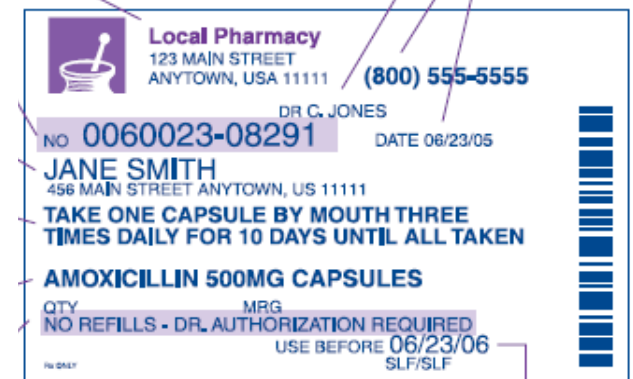 Local Pharmacy
123 MAIN STREET
ANYTOWN, USA 11111
(800) 555-5555
DR C. JONES
NO 0060023-08291
DATE 06/23/05
JANE SMITH
456 MAIN STREET ANYTOWN, US 11111
TAKE ONE CAPSULE BY MOUTH THREE
TIMES DAILY FOR 10 DAYS UNTIL ALL TAKEN
AMOXICILLIN 500MG CAPSULES
QTY MRG
NO REFILLS - DR. AUTHORIZATION REQUIRED
USE BEFORE 06/23/06
SLF/SLF
Rx ONLY